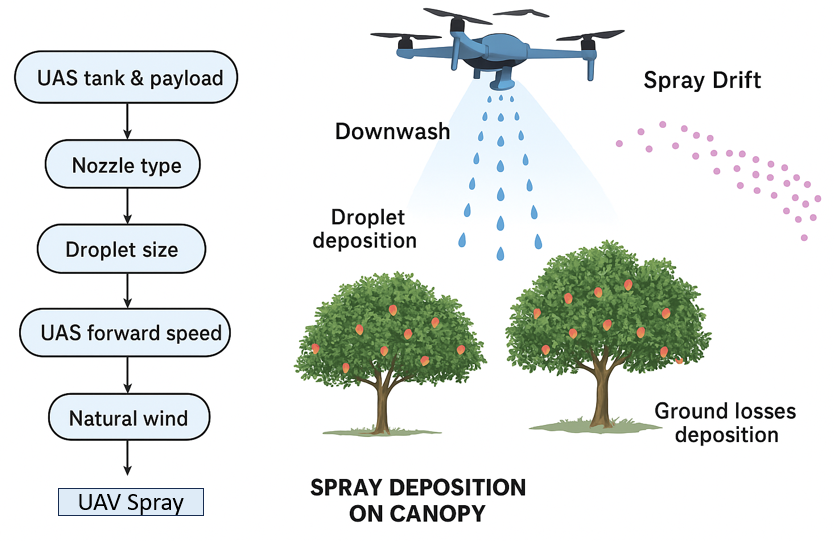 UAS tank & payload
Nozzle type
Droplet size
UAS forward speed
Natural wind
UAV Spray
Spray Drift
Downwash
Droplet
deposition
Ground losses
deposition
SPRAY DEPOSITION
ON CANOPY